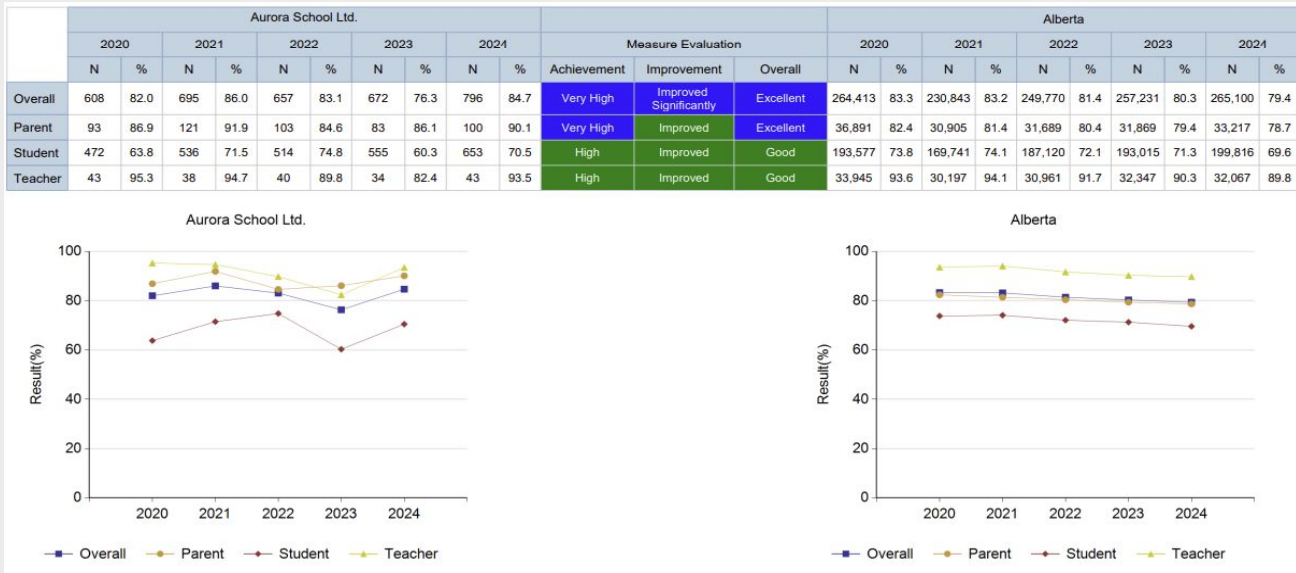 Aurora School Ltd. Alberta
2020 2021 2022 2023 2024 Measure Evaluation 2020 2021 2022 2023 2024
N % N % N % N % N % Achievement Improvement Overall N % N % N % N % N %
Overall 608 82.0 695 86.0 657 83.1 672 76.3 796 84.7 Very High Improved Significantly Excellent 264,413 83.3 230,843 83.2 249,770 81.4 257,231 80.3 265,100 79.4
Parent 93 86.9 121 91.9 103 84.6 83 86.1 100 90.1 Very High Improved Excellent 36,891 82.4 30,905 81.4 31,689 80.4 31,869 79.4 33,217 78.7
Student 472 63.8 536 71.5 514 74.8 555 60.3 653 70.5 High Improved Good 193,577 73.8 169,741 74.1 187,120 72.1 193,015 71.3 199,816 69.6
Teacher 43 95.3 38 94.7 40 89.8 34 82.4 43 93.5 High Improved Good 33,945 93.6 30,197 94.1 30,961 91.7 32,347 90.3 32,067 89.8
Aurora School Ltd.
100
80
60
40
20
0
Result(%)
2020 2021 2022 2023 2024
Overall Parent Student Teacher
Alberta
100
80
60
40
20
0
Result(%)
2020 2021 2022 2023 2024
Overall Parent Student Teacher